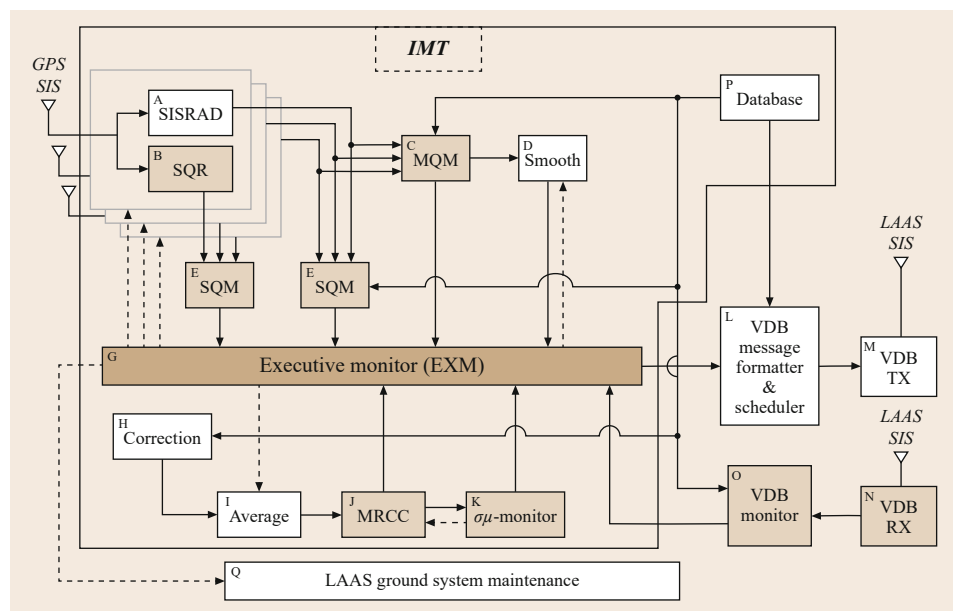 IMT
GPS
SIS
A
SISRAD
B
SQR
C
MQM
D
Smooth
P
Database
E
SQM
E
SQM
LAAS
SIS
G
Executive monitor (EXM)
L
VDB
message
formatter
&
scheduler
M
VDB
TX
H
Correction
LAAS
SIS
I
Average
J
MRCC
K
σμ-monitor
O
VDB
monitor
N
VDB
RX
Q
LAAS ground system maintenance